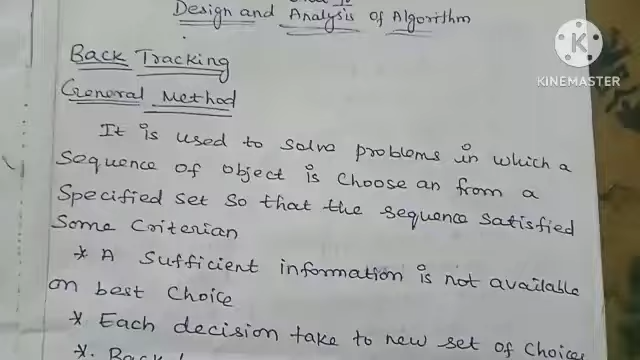 Design and Analysis of Algorithm
KINEMASTER
Back Tracking
General Method
It is used to solve problems in which a
Sequence of object is choose an from a
Specified set so that the sequence satisfied
Some Criterian
* A Sufficient information is not available
on best Choice
* Each decision take to new set of Choices
*. Back